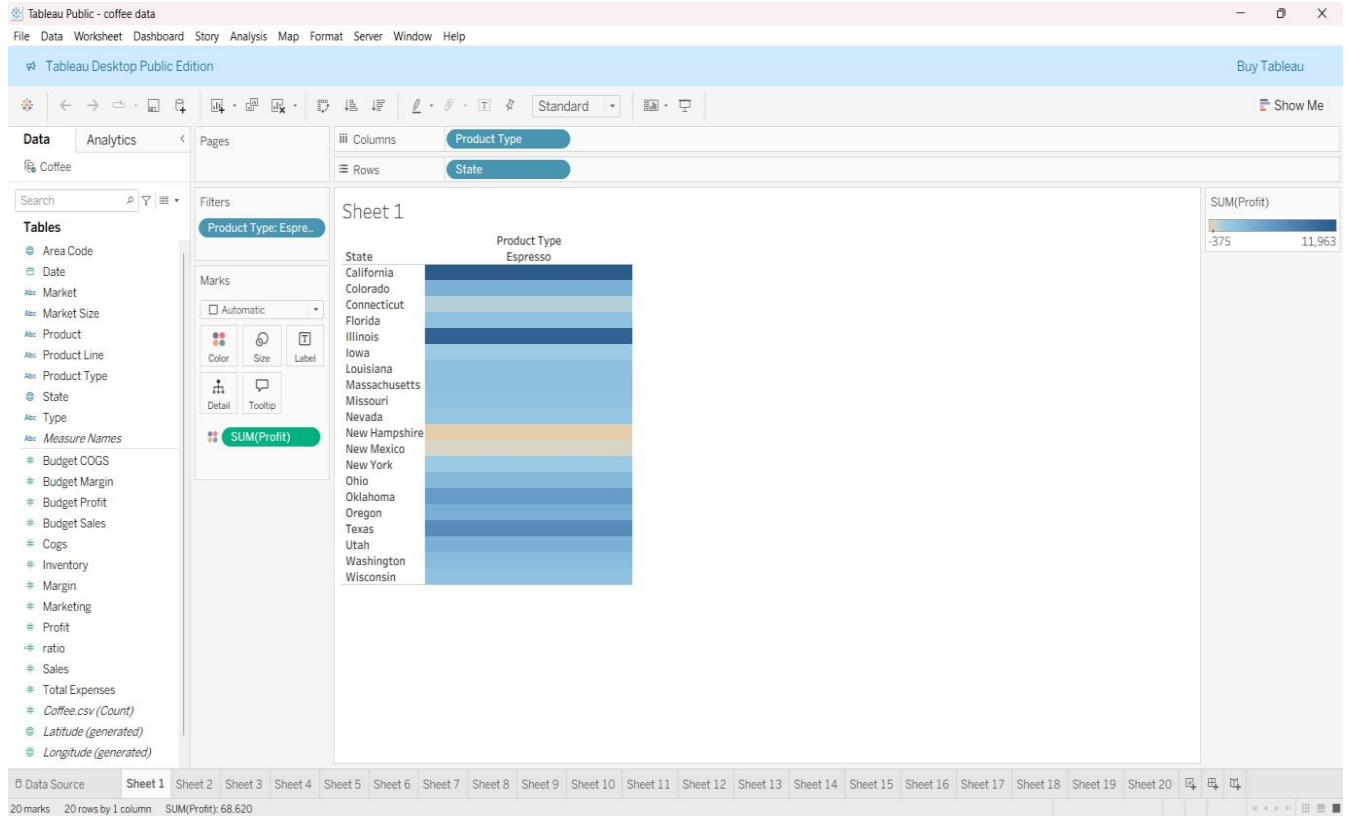 Tableau Public - coffee data
File Data Worksheet Dashboard Story Analysis Map Format Server Window Help
Tableau Desktop Public Edition
Buy Tableau
Standard
Show Me
Data Analytics
Coffee
Search
Tables
Area Code
Date
Abc Market
Abc Market Size
Abc Product
Abc Product Line
Abc Product Type
State
Abc Type
Abc Measure Names
# Budget COGS
# Budget Margin
# Budget Profit
# Budget Sales
# Cogs
# Inventory
# Margin
# Marketing
# Profit
=# ratio
# Sales
# Total Expenses
# Coffee.csv (Count)
Latitude (generated)
Longitude (generated)
Pages
Filters
Product Type: Espre..
Marks
Automatic
Color Size Label
Detail Tooltip
SUM(Profit)
Columns Product Type
Rows State
Sheet 1
Product Type
State Espresso
California
Colorado
Connecticut
Florida
Illinois
Iowa
Louisiana
Massachusetts
Missouri
Nevada
New Hampshire
New Mexico
New York
Ohio
Oklahoma
Oregon
Texas
Utah
Washington
Wisconsin
SUM(Profit)
-375 11,963
Data Source Sheet 1 Sheet 2 Sheet 3 Sheet 4 Sheet 5 Sheet 6 Sheet 7 Sheet 8 Sheet 9 Sheet 10 Sheet 11 Sheet 12 Sheet 13 Sheet 14 Sheet 15 Sheet 16 Sheet 17 Sheet 18 Sheet 19 Sheet 20
20 marks 20 rows by 1 column SUM(Profit): 68,620